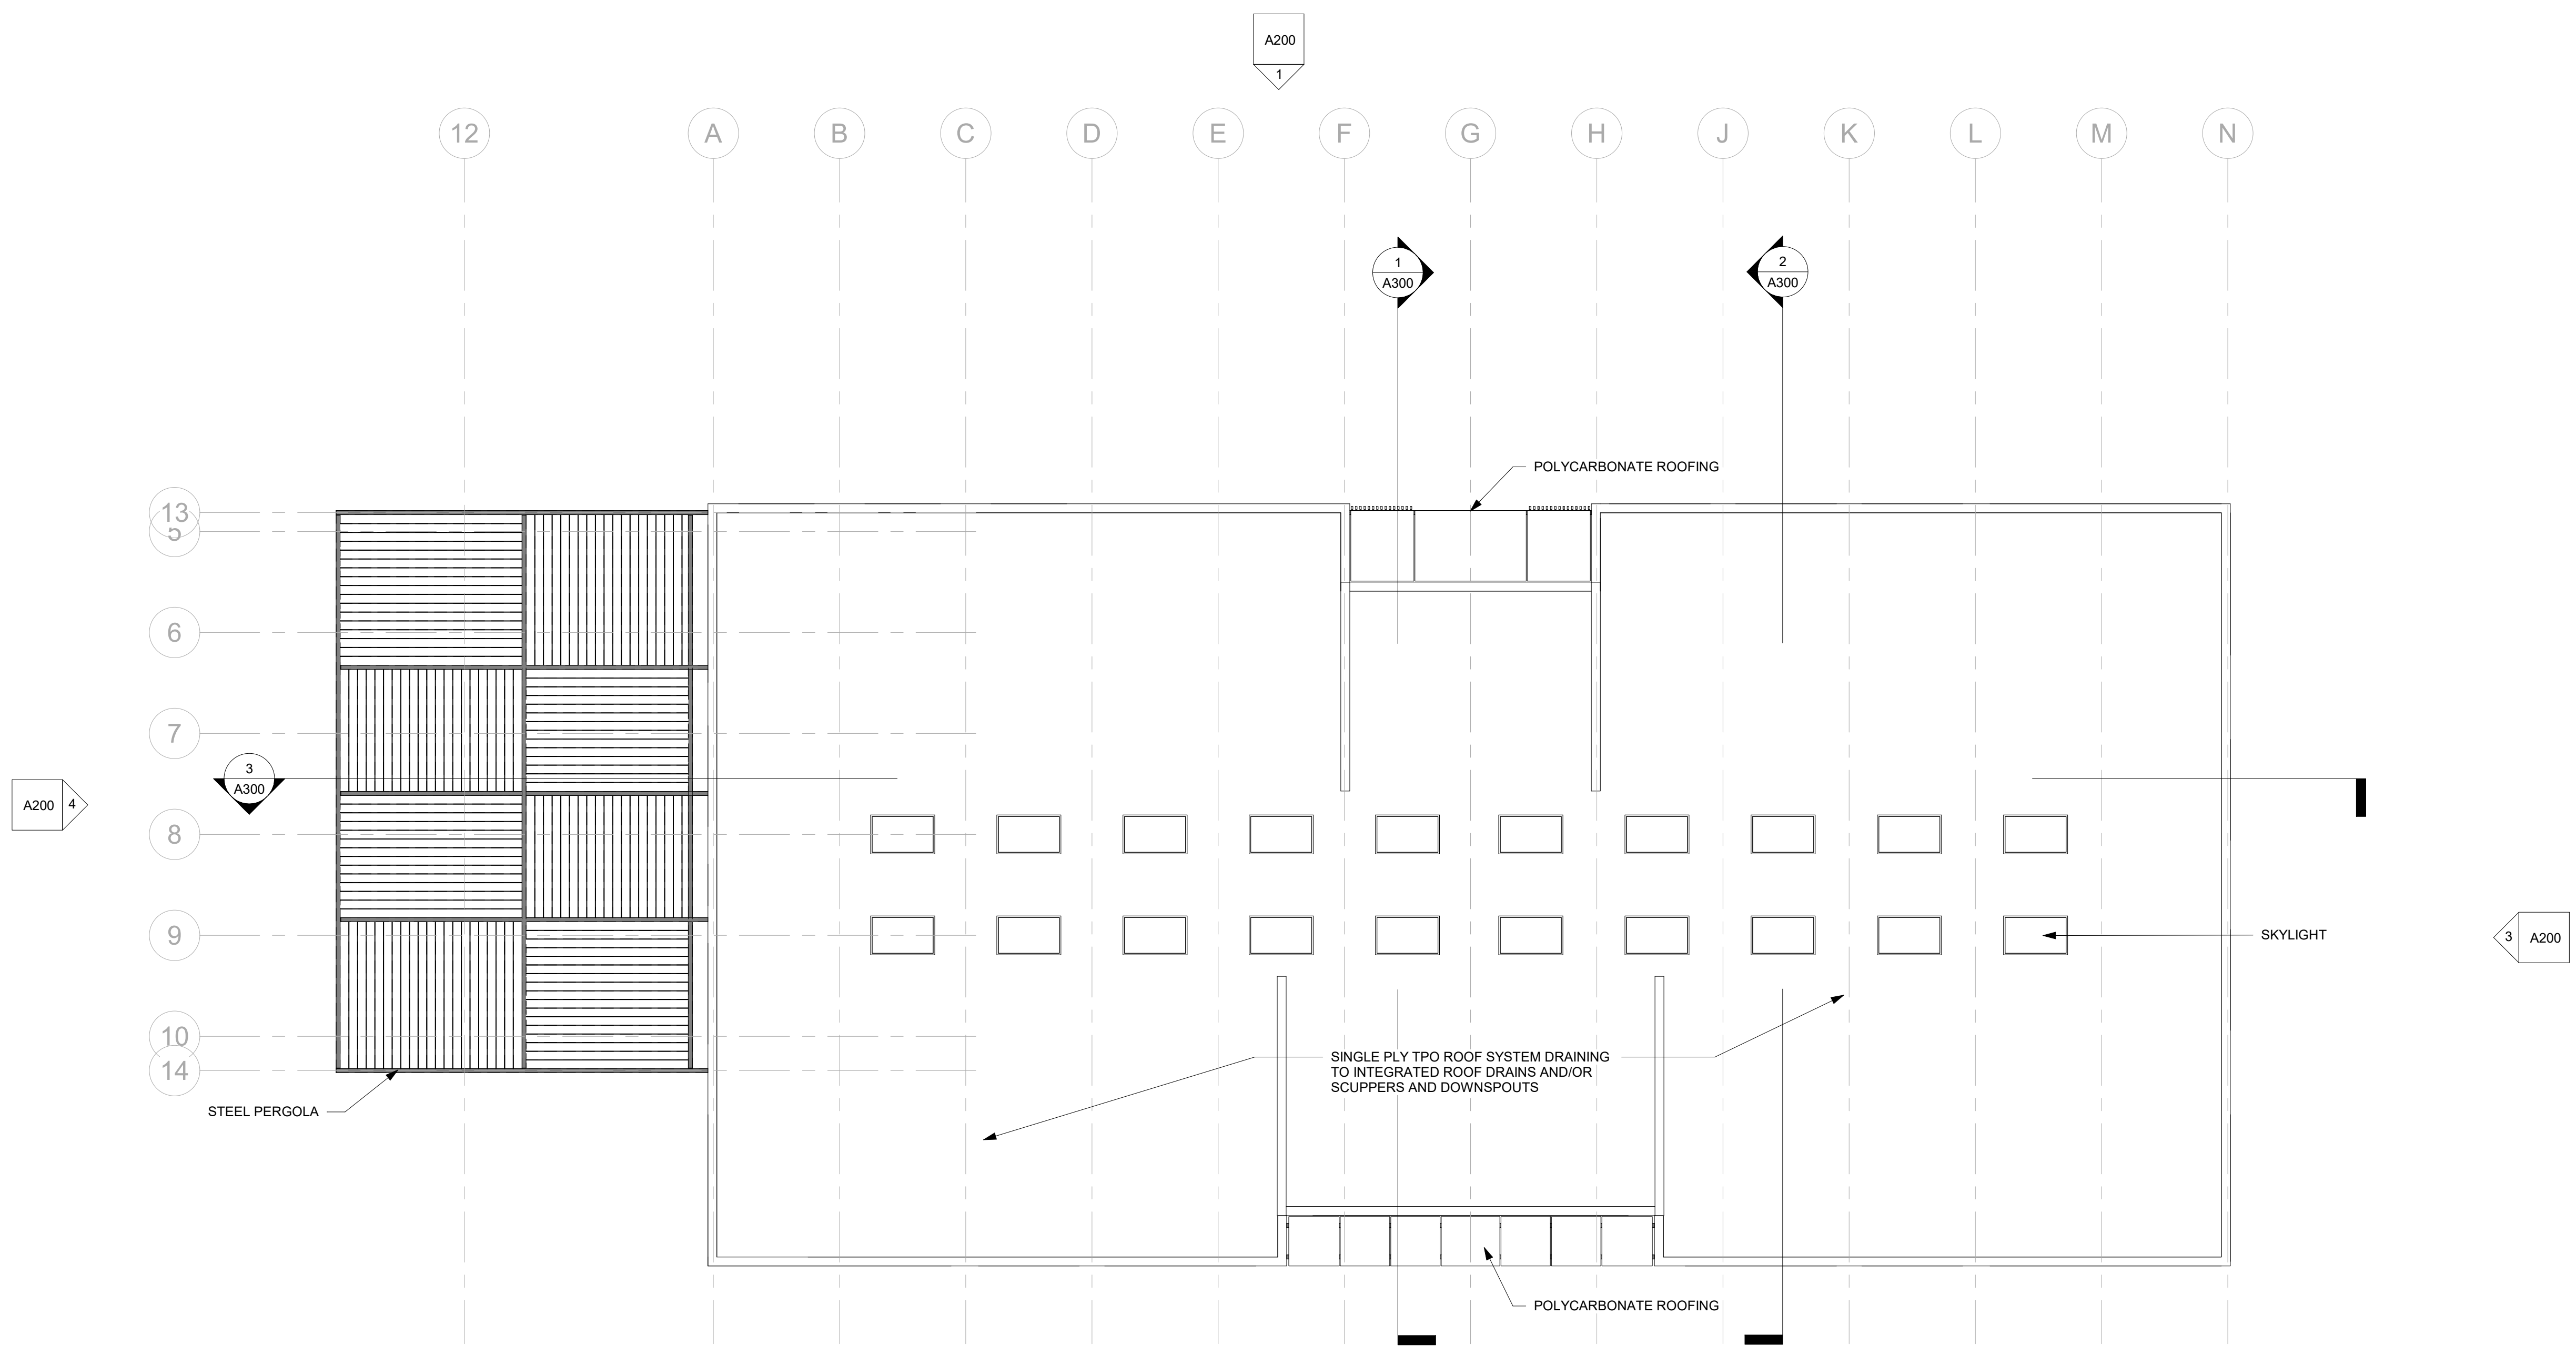 A200
1
12
A
B
C
D
E
F
G
H
J
K
L
M
N
1
A300
2
A300
POLYCARBONATE ROOFING
13
5
6
7
3
A300
A200
4
8
9
SKYLIGHT
3
A200
10
14
SINGLE PLY TPO ROOF SYSTEM DRAINING
TO INTEGRATED ROOF DRAINS AND/OR
SCUPPERS AND DOWNSPOUTS
STEEL PERGOLA
POLYCARBONATE ROOFING